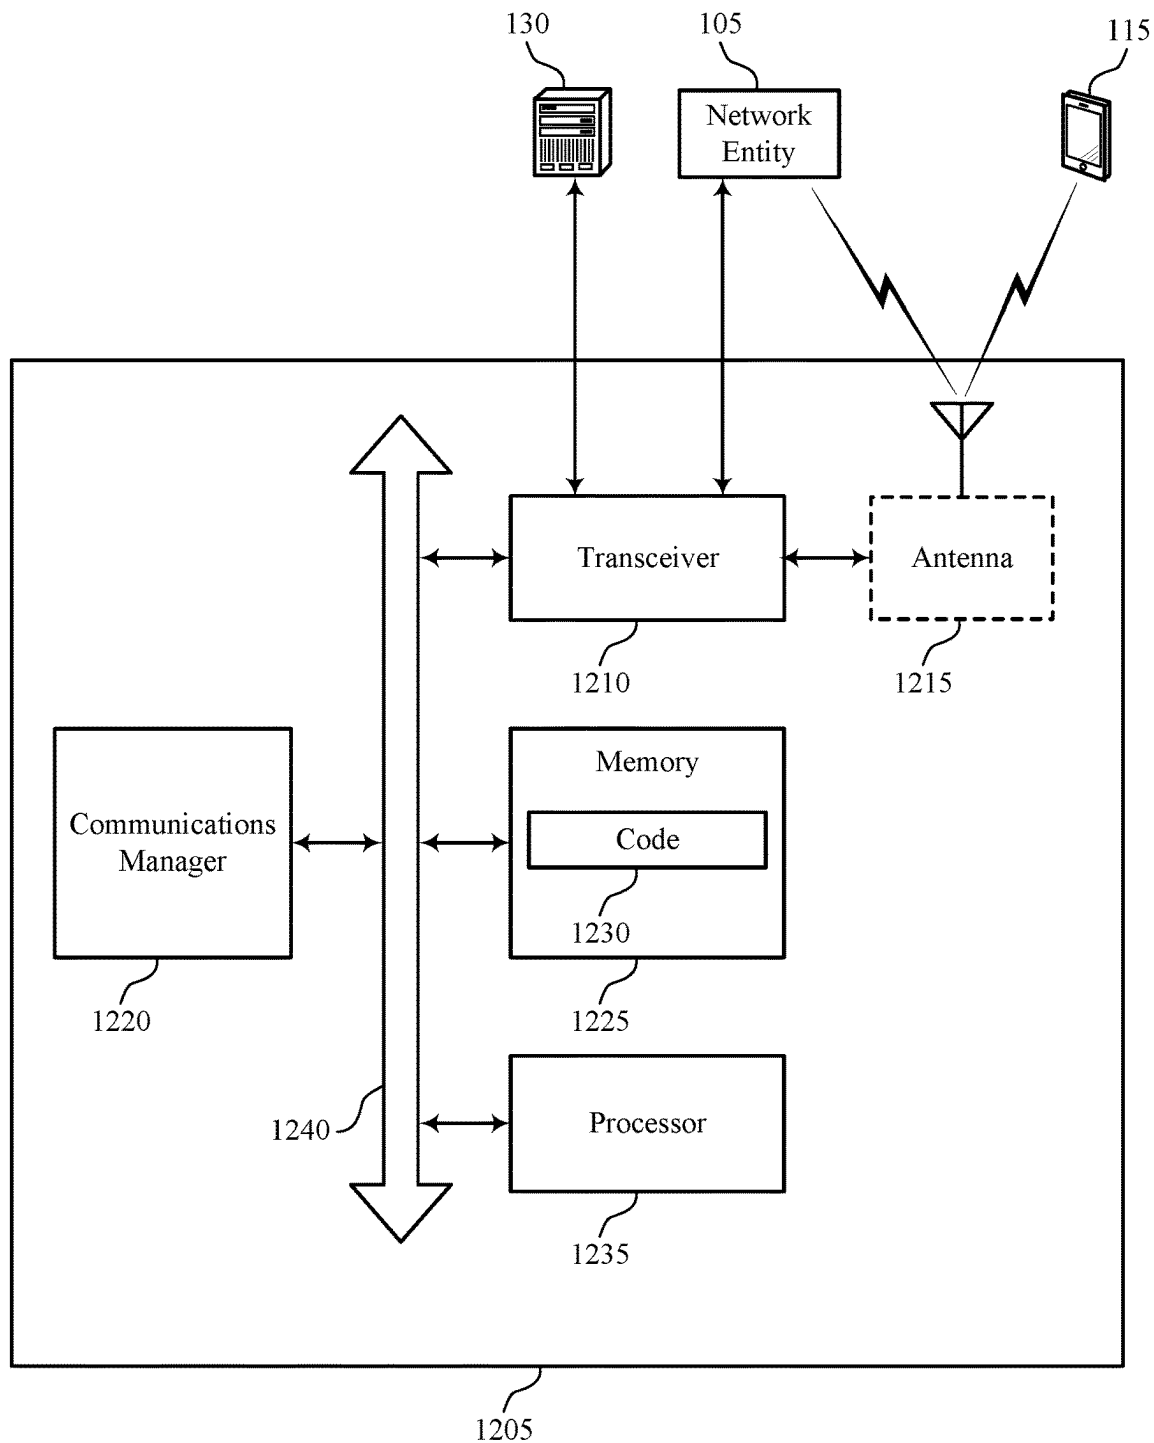 130
105
115
Network
Entity
Transceiver
Antenna
1210
1215
Communications
Manager
Memory
Code
1230
1220
1225
1240
Processor
1235
1205